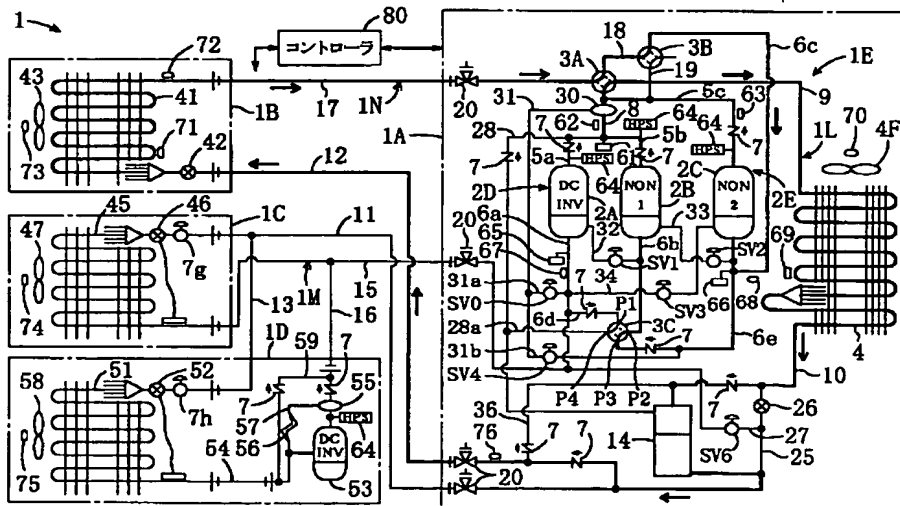 1
80
コントローラ
72
43
41
1B
17
1N
71
42
73
12
20
1A
18
3A
3B
6c
1E
19
5c
31
30
8
62
HPS
64
63
9
28
7
5b
7
HPS
64
1L
70
4F
7
5a
HPS
64
61
7
2C
7
2D
DC
INV
NON
1
2B
NON
2
2E
2A
6a
65
67
32
6b
33
SV2
SV1
69
31a
SV0
34
7
P1
SV3
66
68
6d
3C
6e
28a
31b
7
SV4
P4
P3
P2
4
10
45
46
1C
47
11
7g
20
1M
15
74
13
16
1D
59
51
52
58
7
7
55
7h
57
56
HPS
64
DC
INV
54
53
75
36
76
7
7
20
14
7
26
27
SV6
25